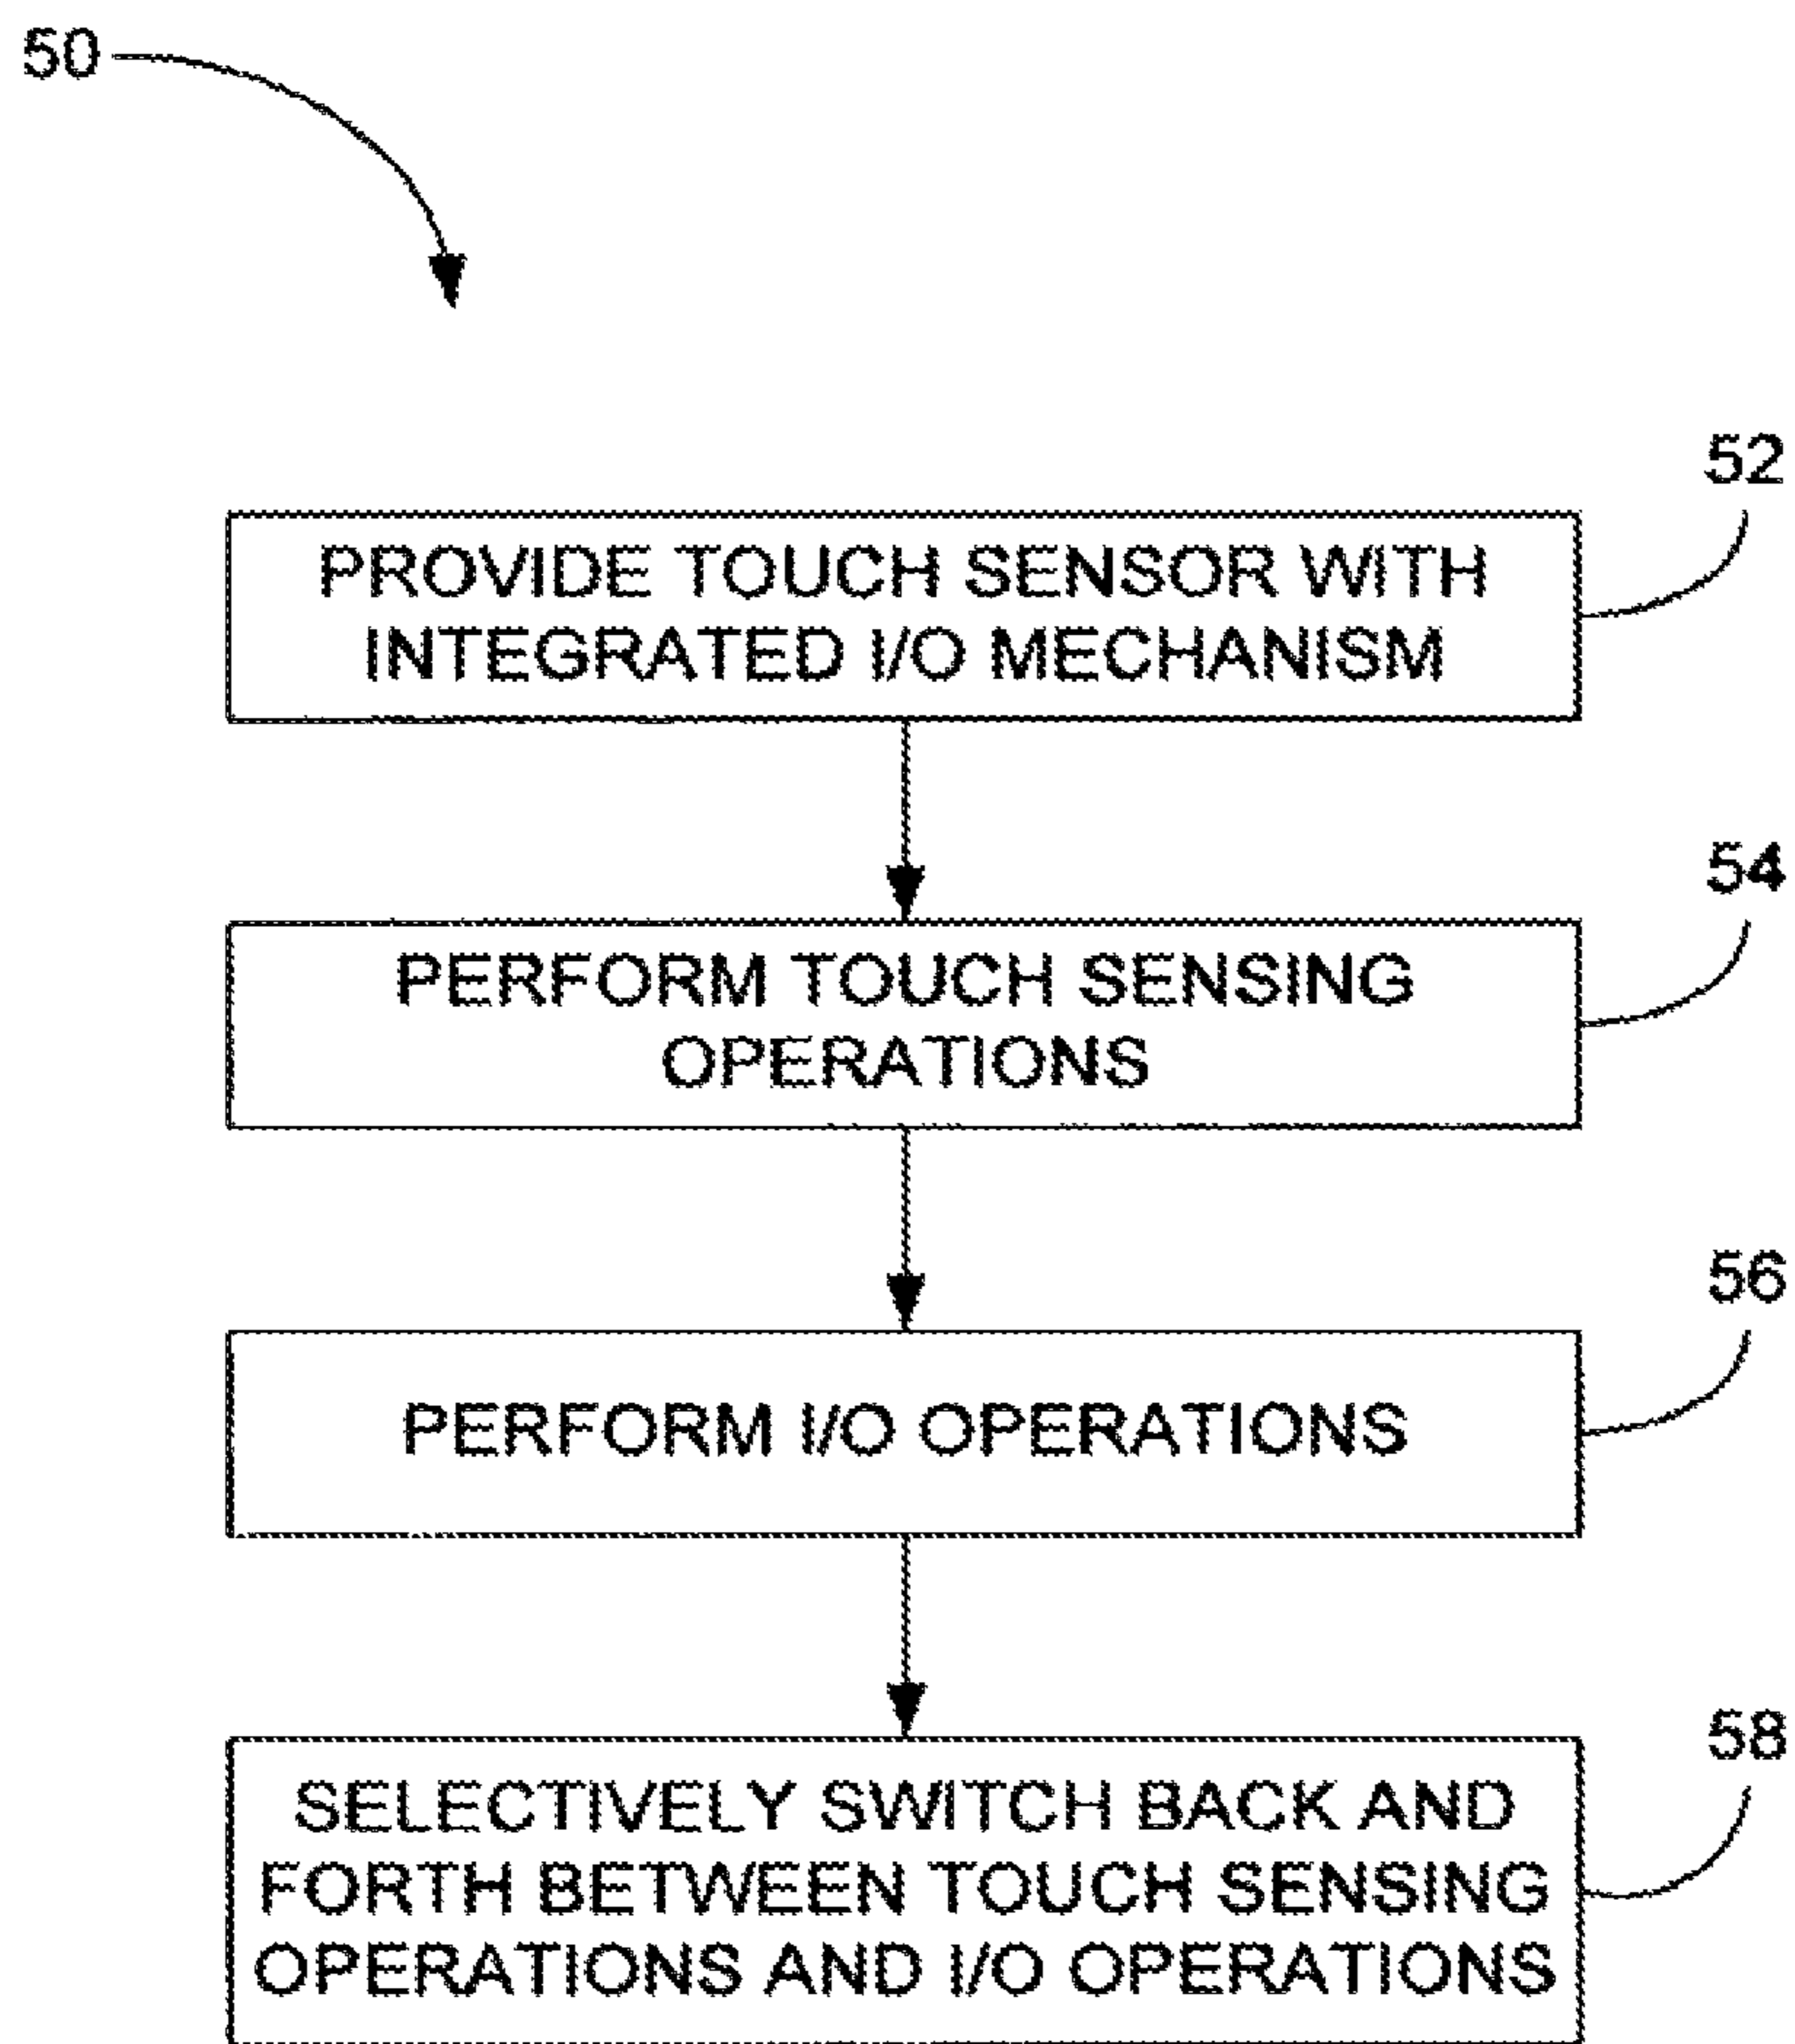 50
52
PROVIDE TOUCH SENSOR WITH
INTEGRATED I/O MECHANISM
54
PERFORM TOUCH SENSING
OPERATIONS
56
PERFORM I/O OPERATIONS
58
SELECTIVELY SWITCH BACK AND
FORTH BETWEEN TOUCH SENSING
OPERATIONS AND I/O OPERATIONS